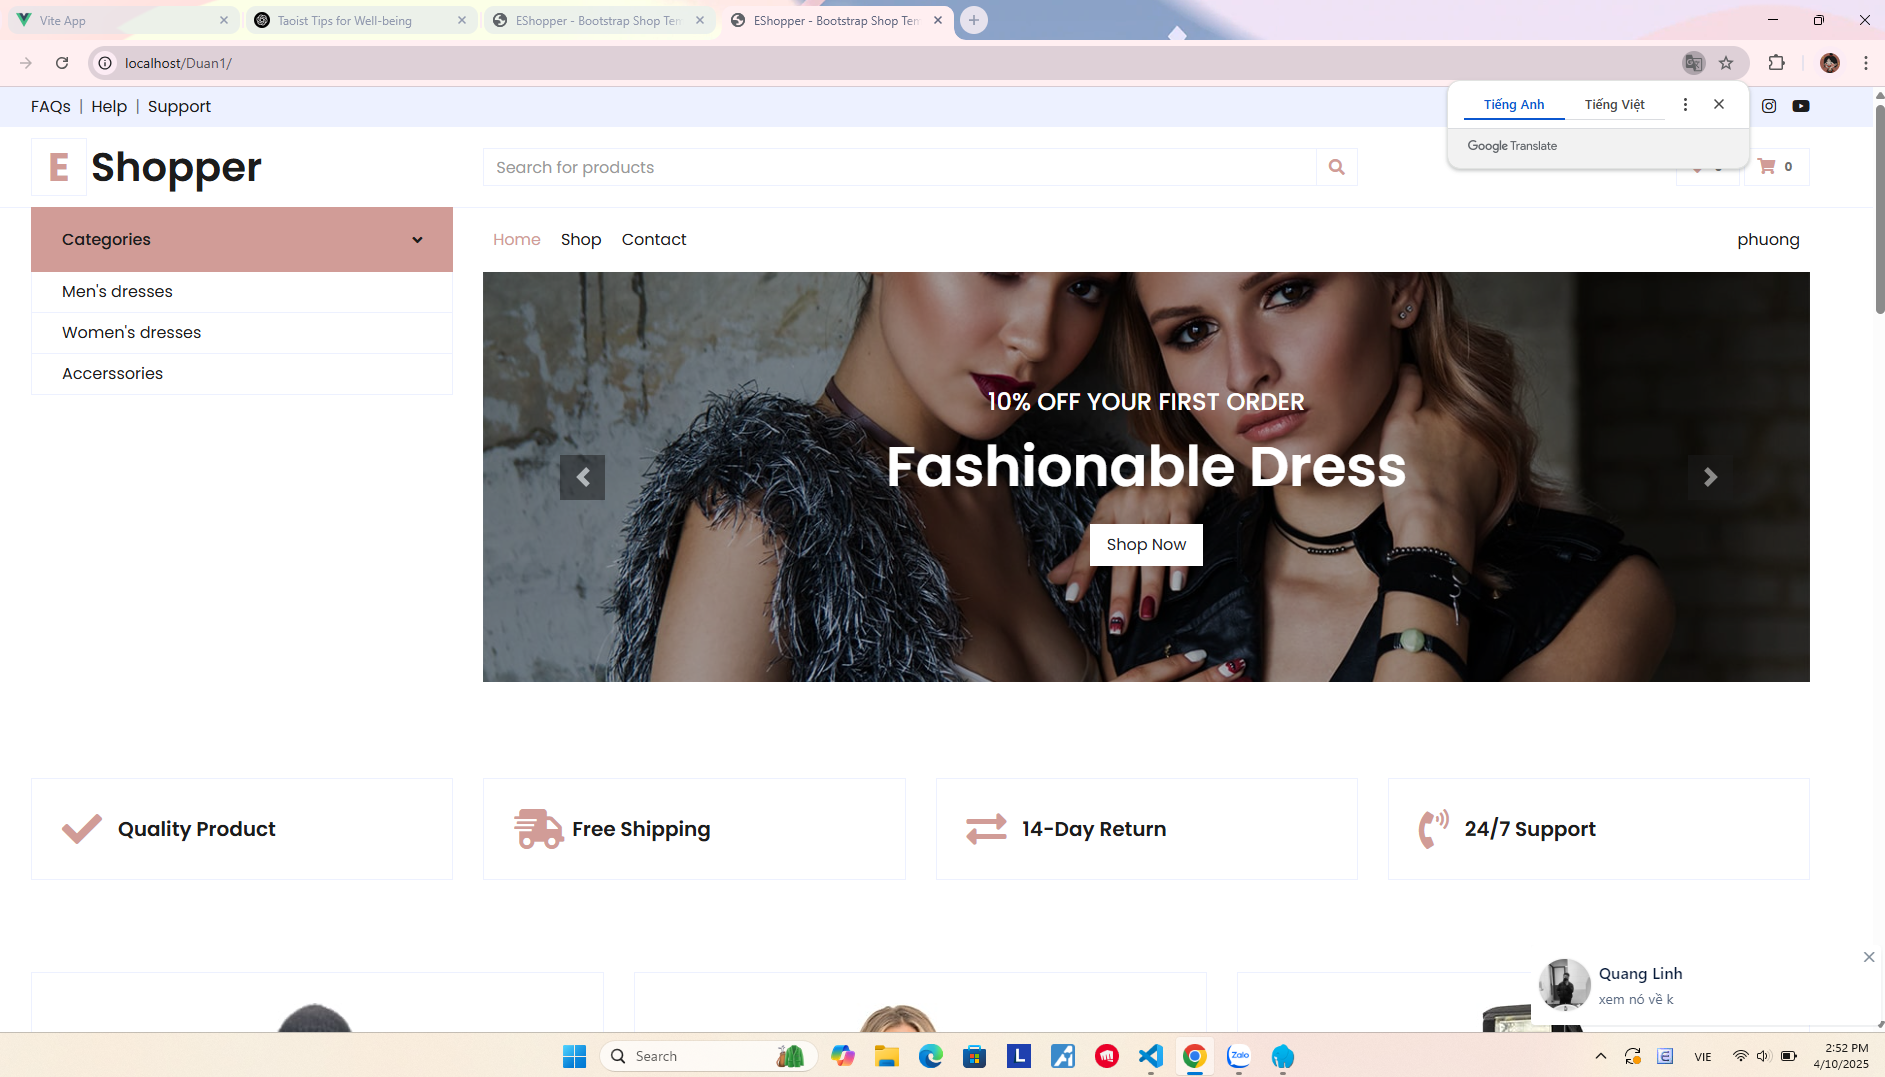 Vite App
Taoist Tips for Well-being
EShopper - Bootstrap Shop Tem
EShopper - Bootstrap Shop Tem
localhost/Duan1/
Tiếng Anh
Tiếng Việt
Google Translate
FAQs | Help | Support
E Shopper
Search for products
0
Categories
Home
Shop
Contact
phuong
Men's dresses
Women's dresses
Accerssories
10% OFF YOUR FIRST ORDER
Fashionable Dress
Shop Now
Quality Product
Free Shipping
14-Day Return
24/7 Support
Quang Linh
xem nó về k
Search
L
Zalo
VIE
2:52 PM
4/10/2025